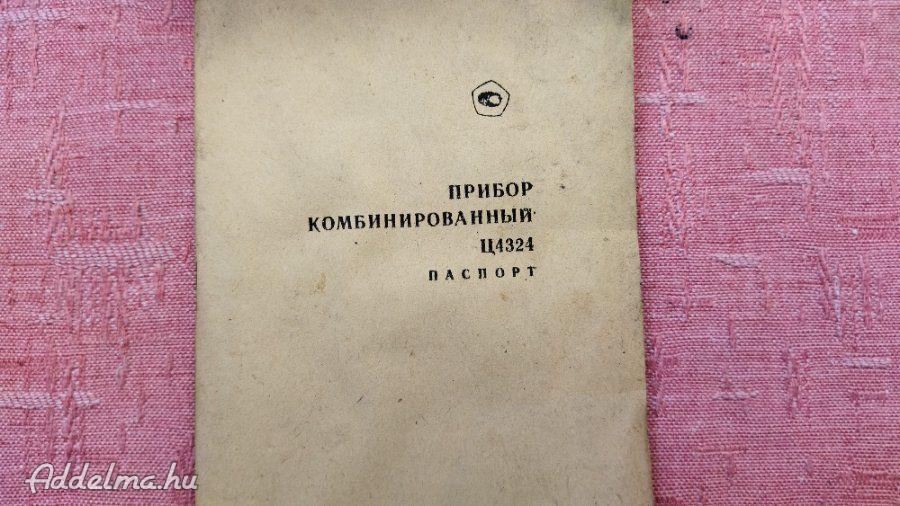 ПРИБОР
КОМБИНИРОВАННЫЙ
Ц4324
ПАСПОРТ
Addelma.hu